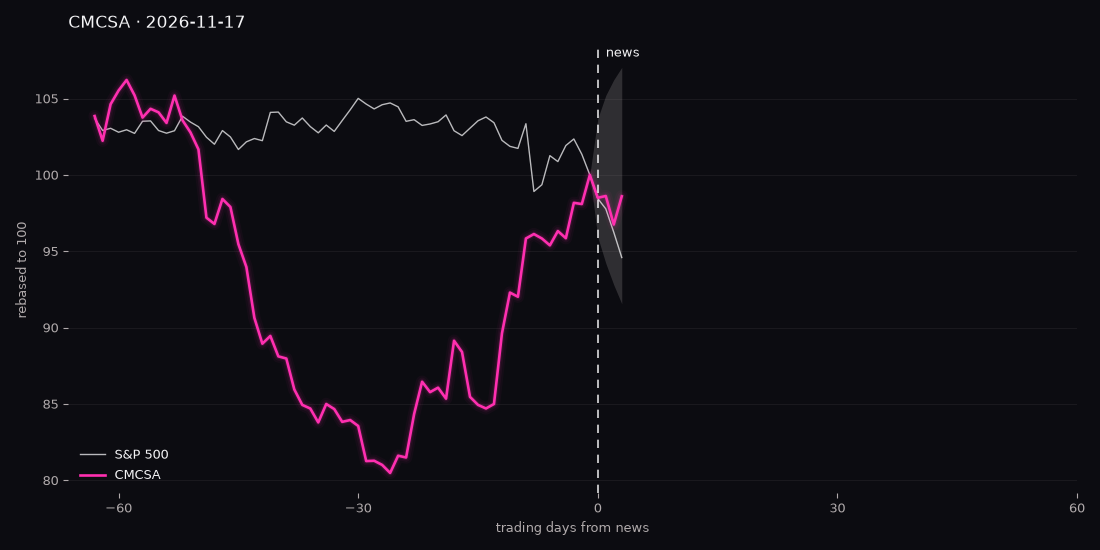 CMCSA · 2026-11-17
news
105
100
95
90
85
80
rebased to 100
S&P 500
CMCSA
−60
−30
0
30
60
trading days from news